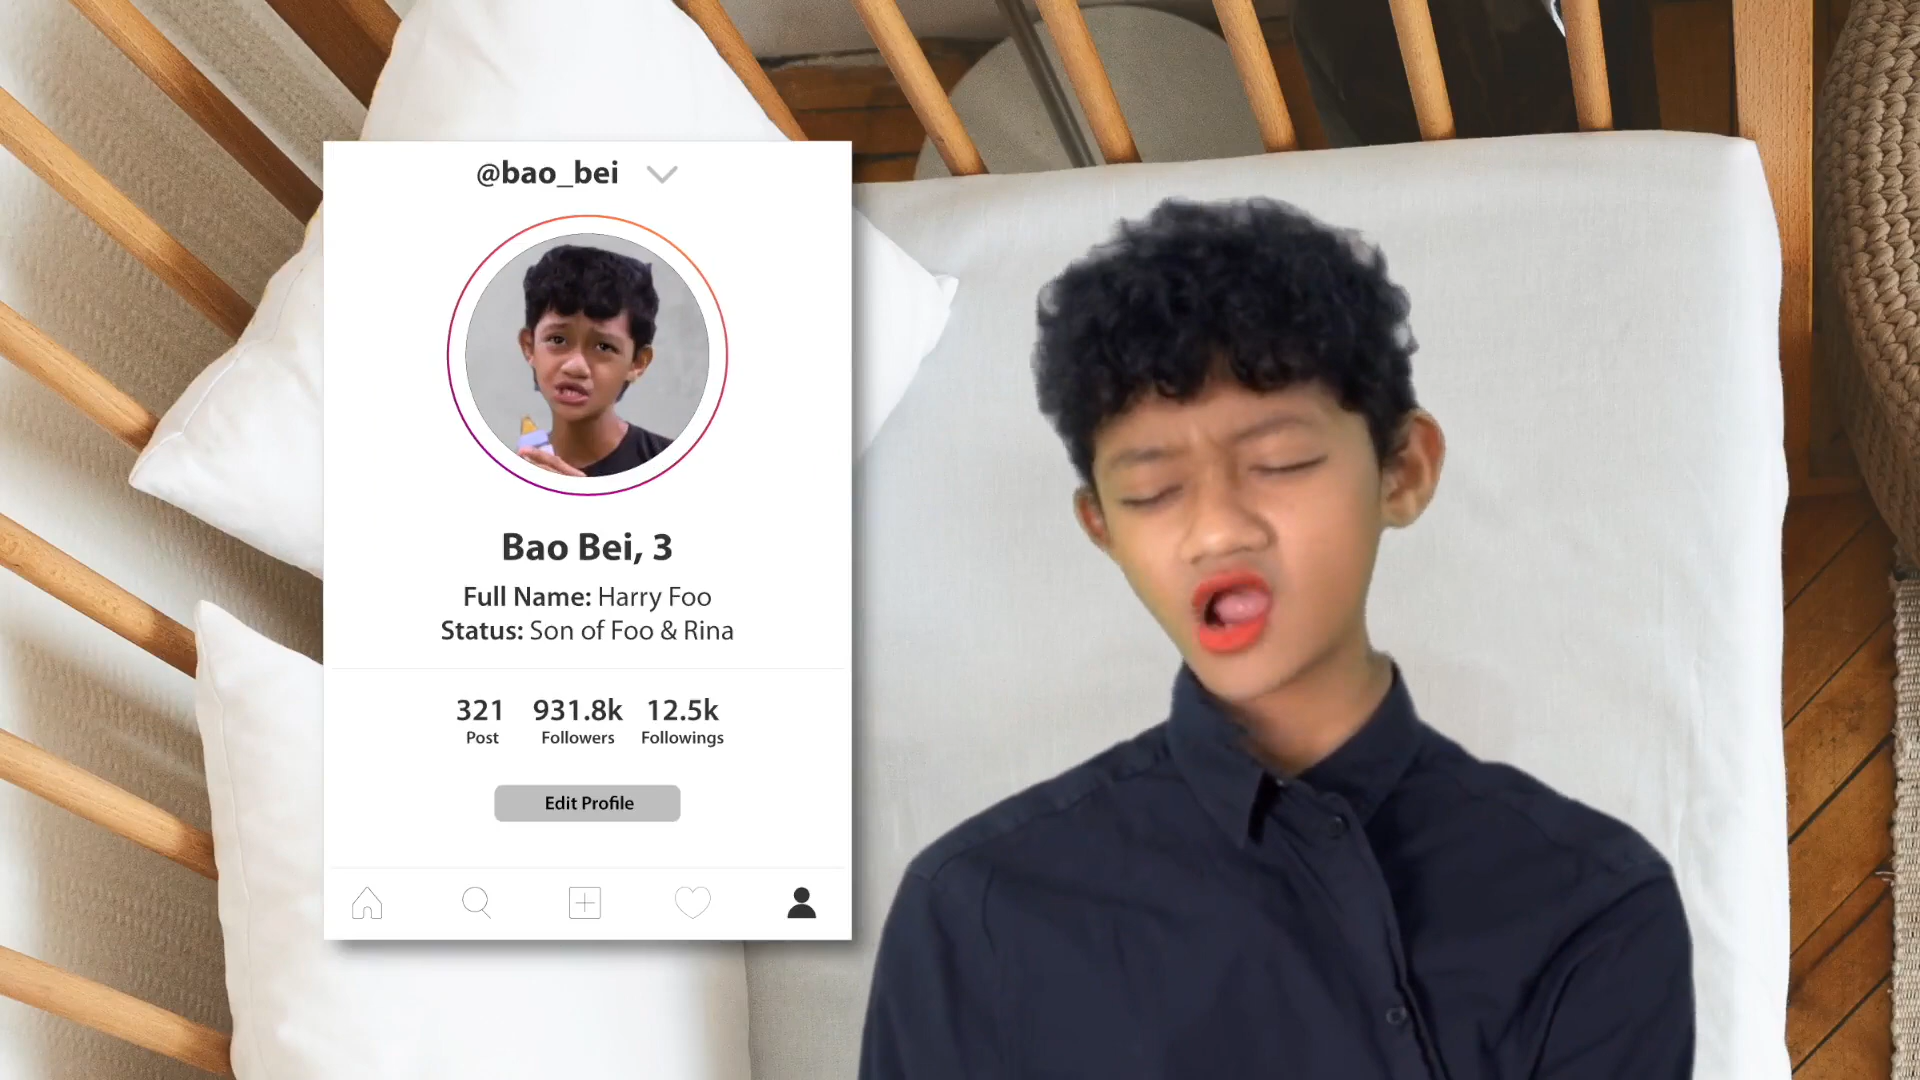 @bao_bei
Bao Bei, 3
Full Name: Harry Foo
Status: Son of Foo & Rina
321 931.8k 12.5k
Post Followers Followings
Edit Profile